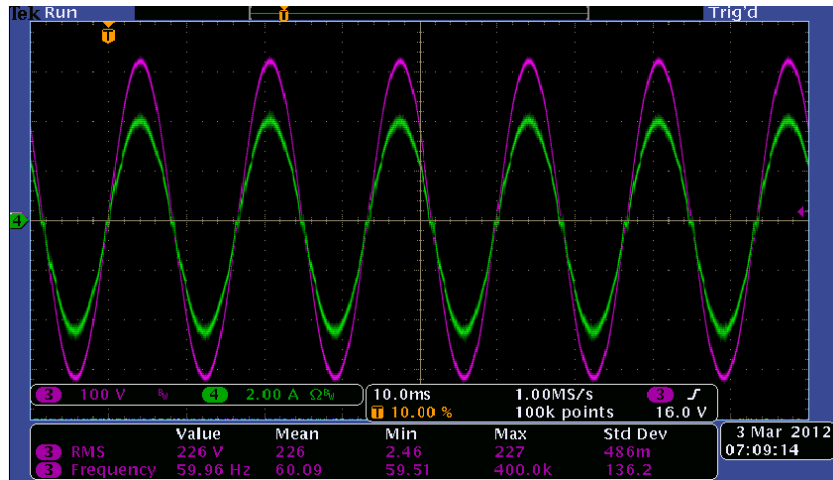 Tek Run Trig'd
T
T
4
3 100 V BW 4 2.00 A Ω BW
10.0ms 1.00MS/s 3
T 10.00 % 100k points 16.0 V
Value Mean Min Max Std Dev
3 RMS 226 V 226 2.46 227 486m
3 Frequency 59.96 Hz 60.09 59.51 400.0k 136.2
3 Mar 2012
07:09:14